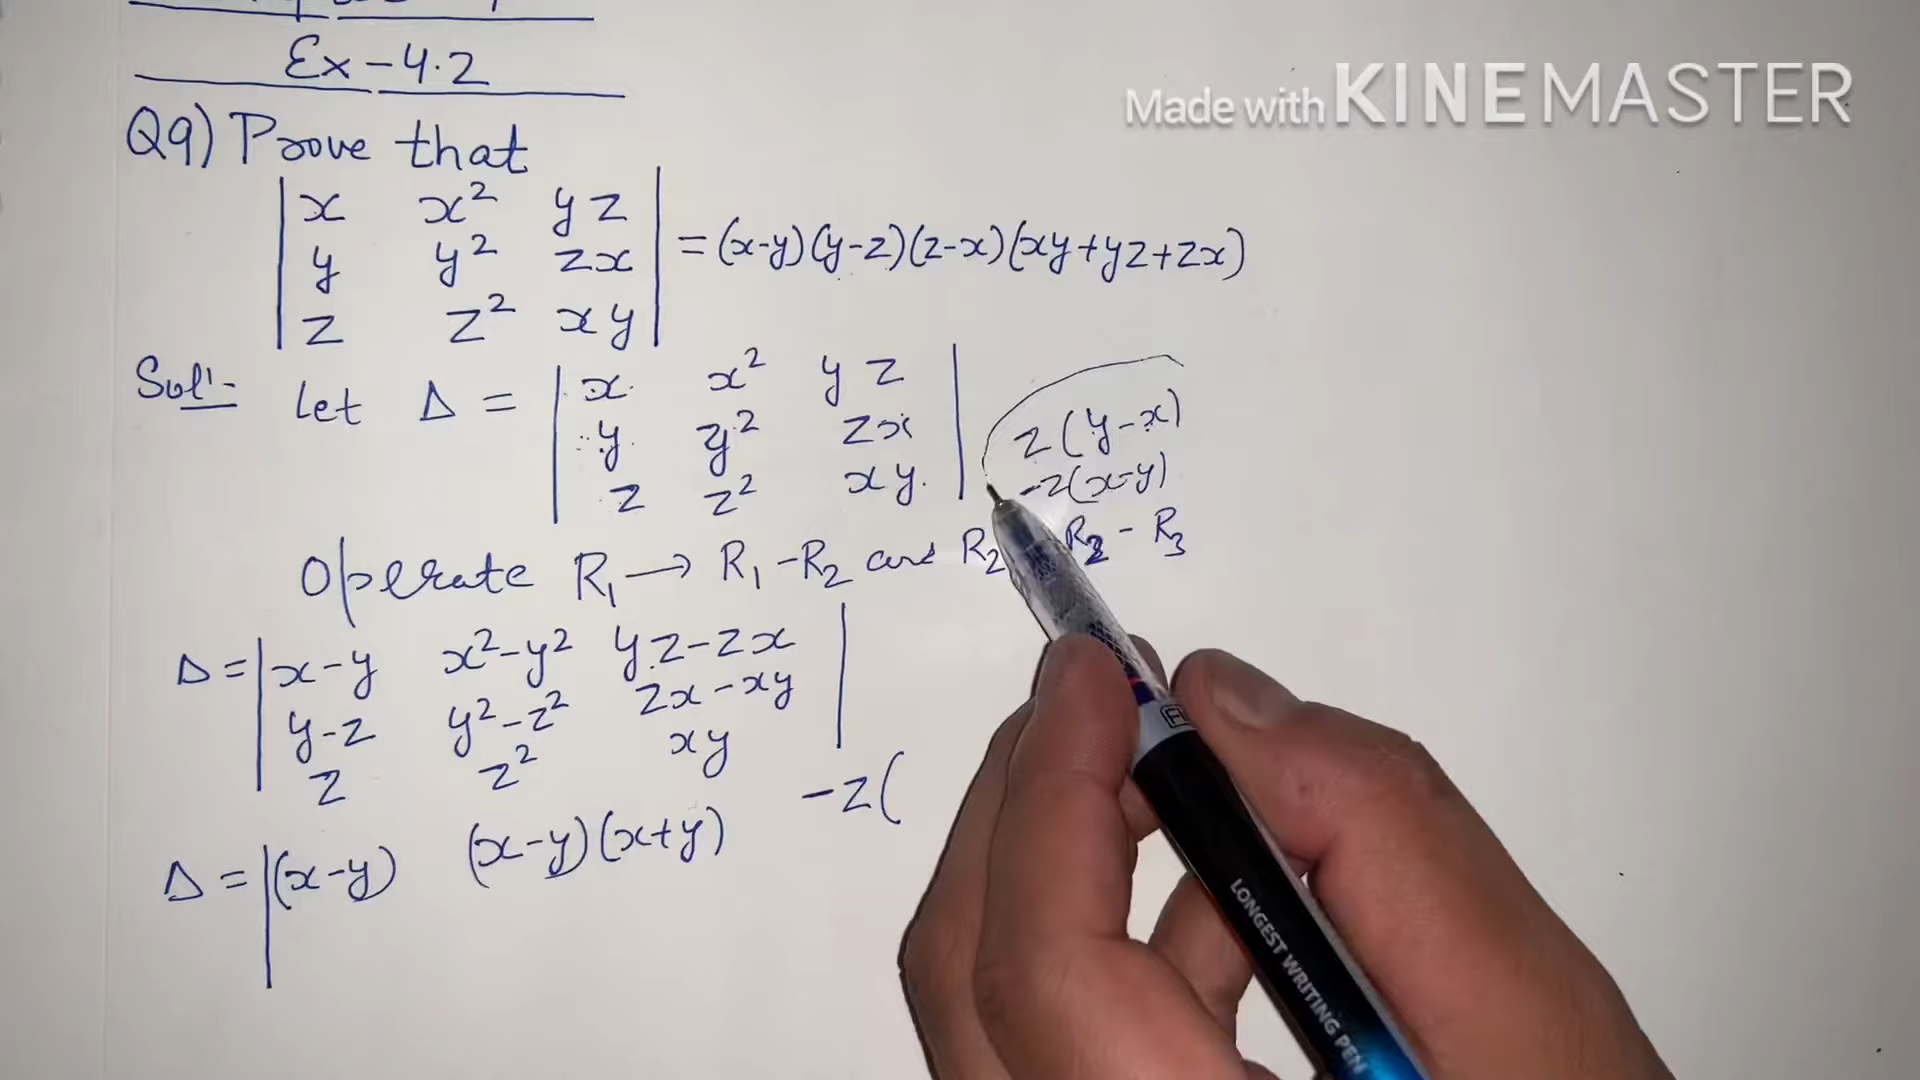 Ex-4.2
Made with KINEMASTER
Q9) Prove that
| x x² yz |
| y y² zx | = (x-y)(y-z)(z-x)(xy+yz+zx)
| z z² xy |
Sol:- Let Δ = | x x² yz |
| y y² zx | z(y-x)
| z z² xy | -z(x-y)
Operate R₁ → R₁ - R₂ and R₂ R₂ - R₃
Δ = | x-y x²-y² yz-zx |
| y-z y²-z² zx-xy |
| z z² xy |
Δ = | (x-y) (x-y)(x+y) -z(
LONGEST WRITING PEN